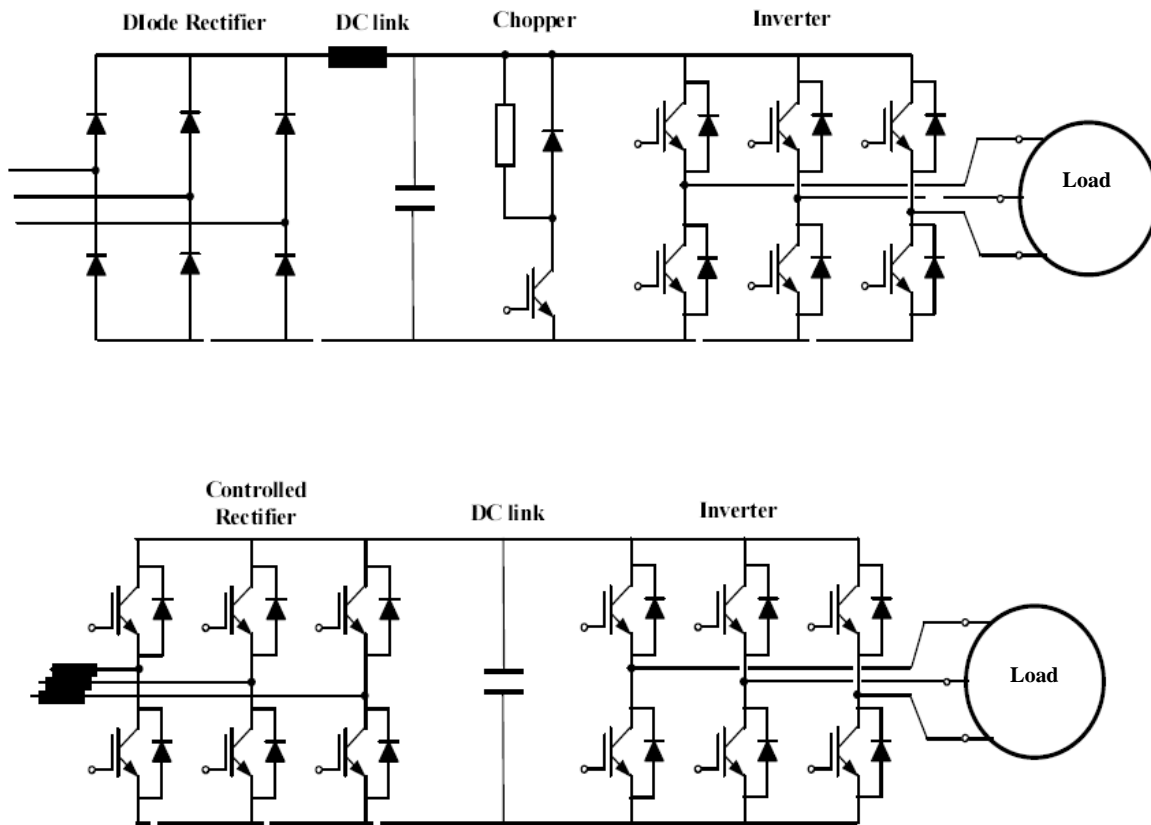 DIode Rectifier
DC link
Chopper
Inverter
Load
Controlled
Rectifier
DC link
Inverter
Load